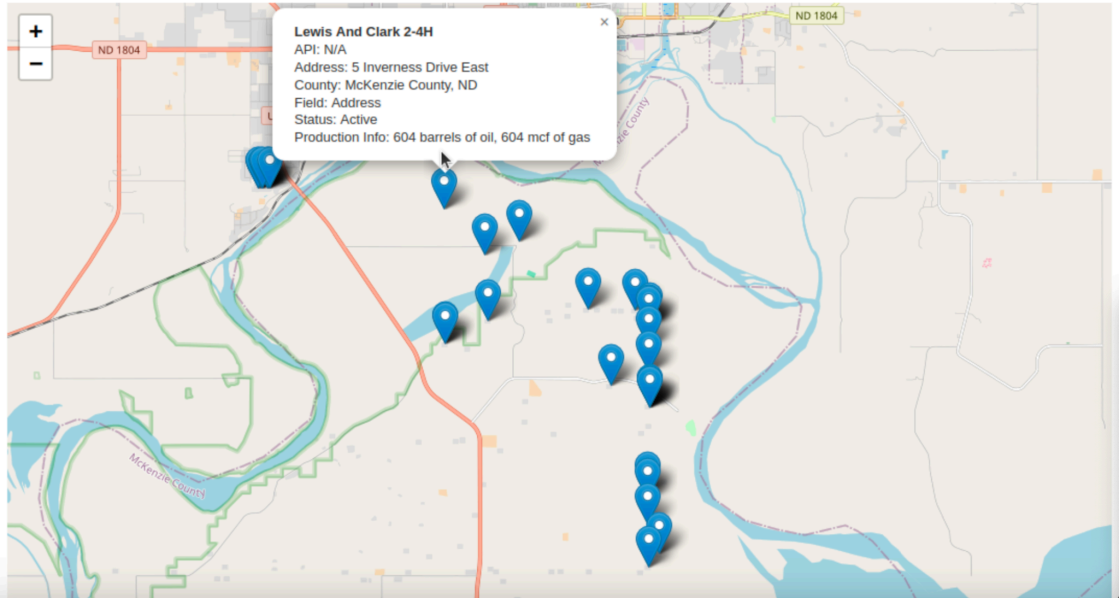 +
−
ND 1804
ND 1804
×
Lewis And Clark 2-4H
API: N/A
Address: 5 Inverness Drive East
County: McKenzie County, ND
Field: Address
Status: Active
Production Info: 604 barrels of oil, 604 mcf of gas
U
zie County
McKenzie County